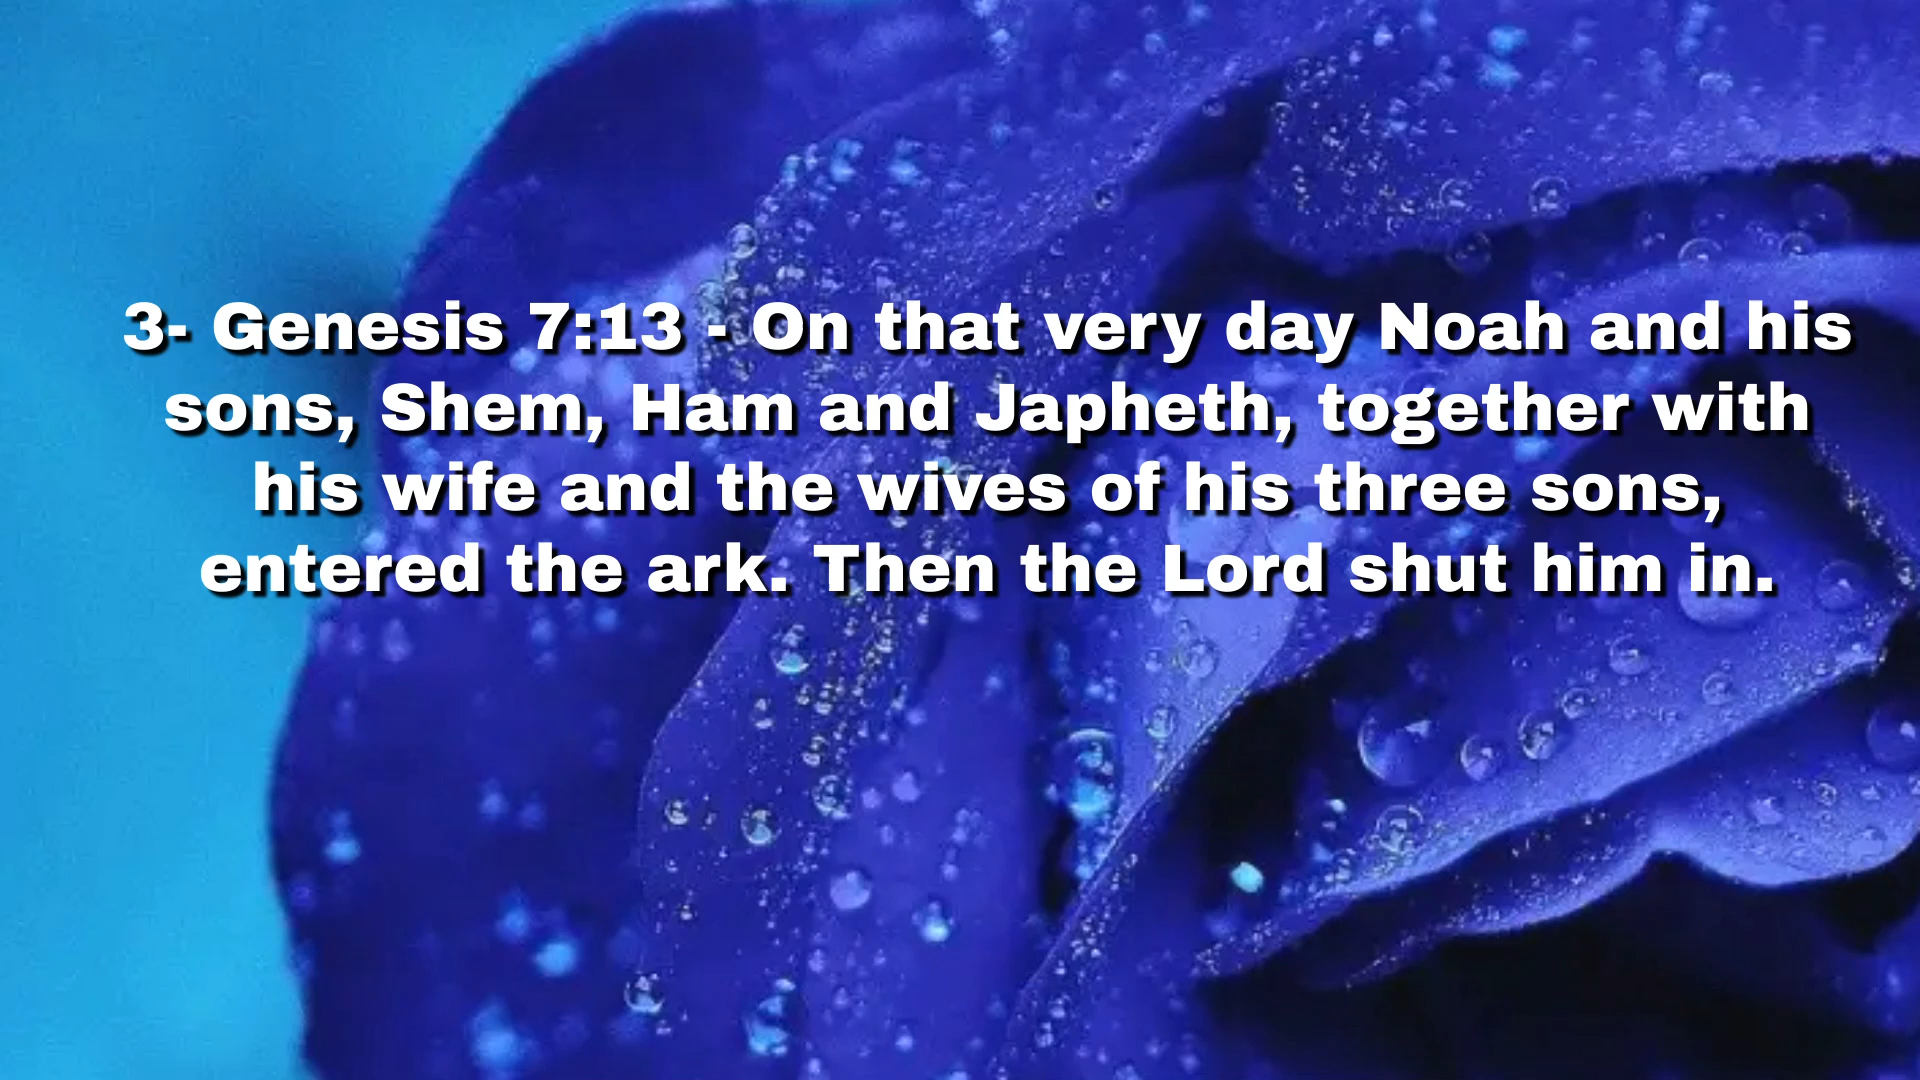 3- Genesis 7:13 - On that very day Noah and his
sons, Shem, Ham and Japheth, together with
his wife and the wives of his three sons,
entered the ark. Then the Lord shut him in.